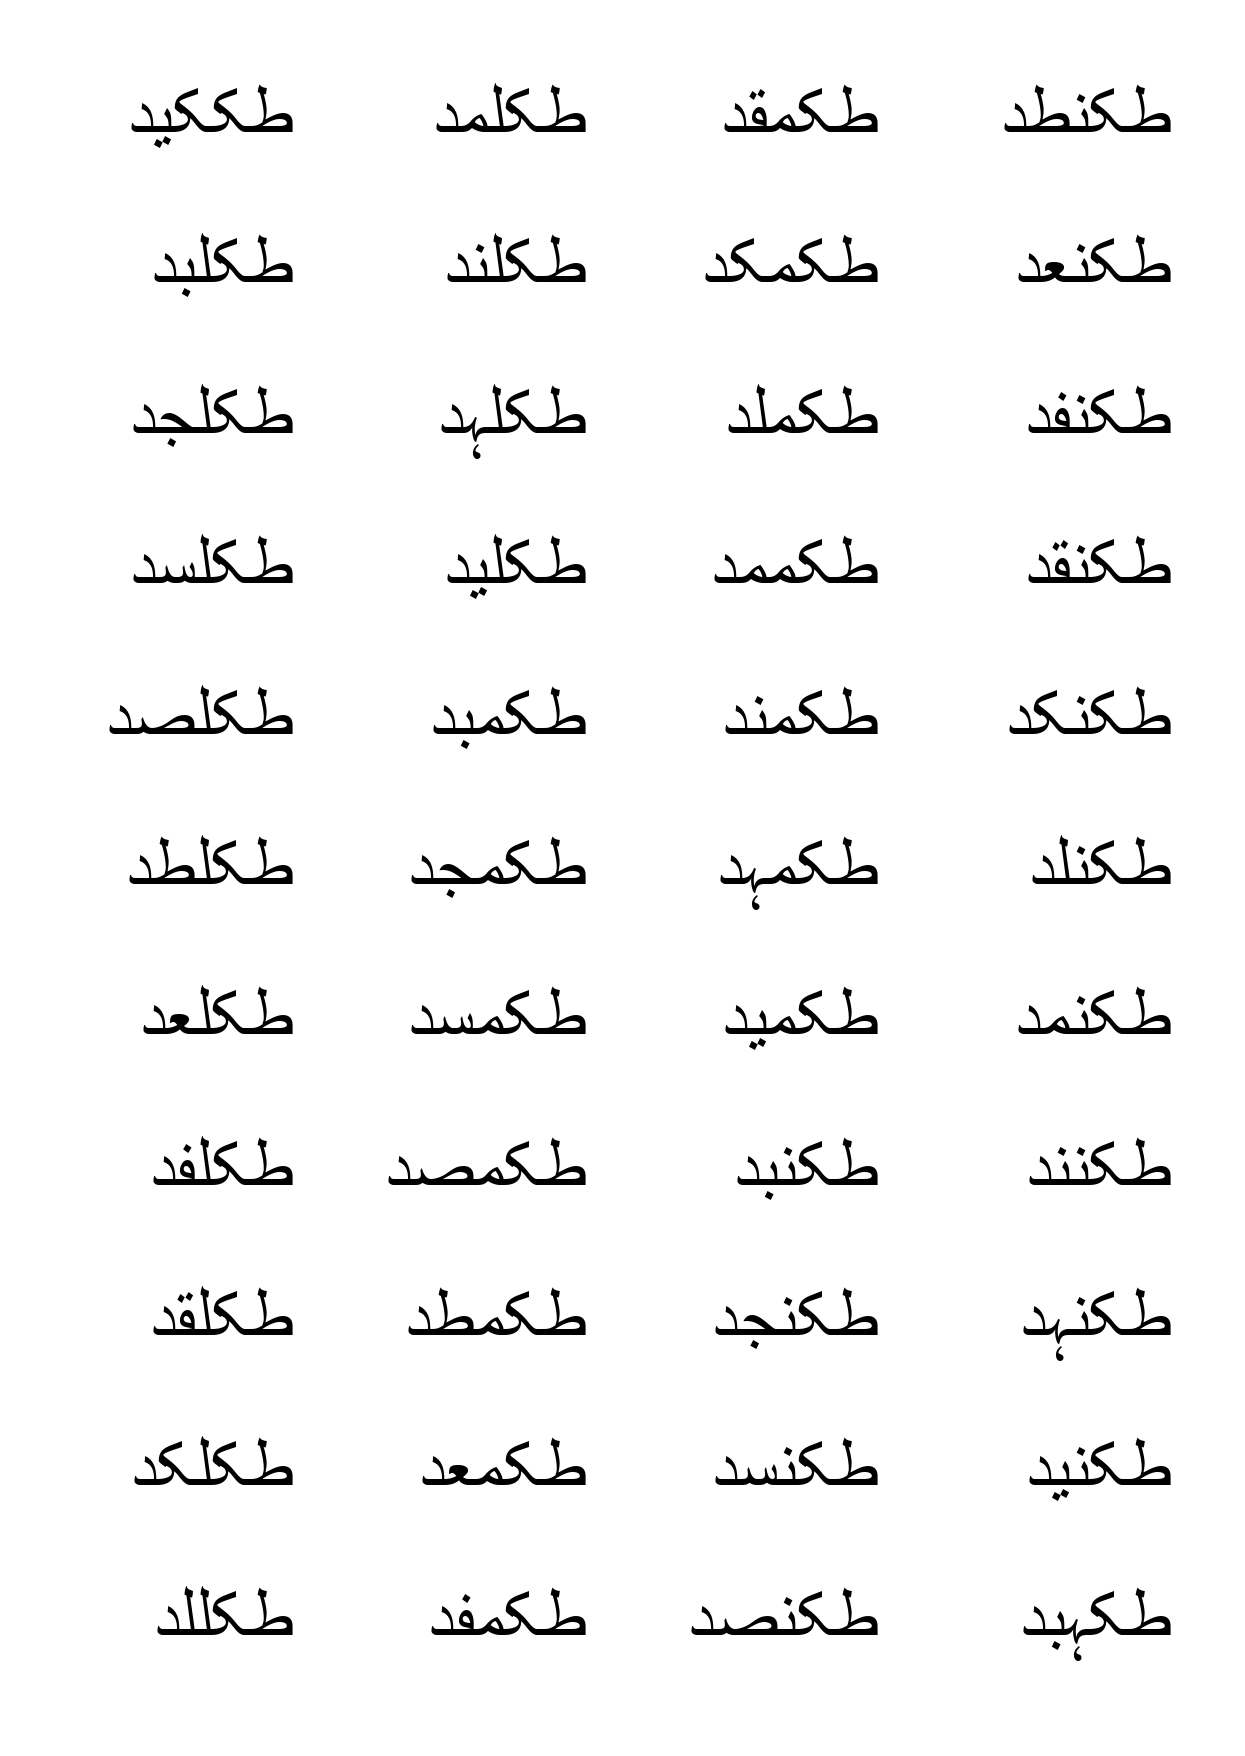 طکنطد طکمقد طکلمد طککید
طکنعد طکمکد طکلند طکلبد
طکنفد طکملد طکلہد طکلجد
طکنقد طکممد طکلید طکلسد
طکنکد طکمند طکمبد طکلصد
طکنلد طکمہد طکمجد طکلطد
طکنمد طکمید طکمسد طکلعد
طکنند طکنبد طکمصد طکلفد
طکنہد طکنجد طکمطد طکلقد
طکنید طکنسد طکمعد طکلکد
طکہبد طکنصد طکمفد طکللد